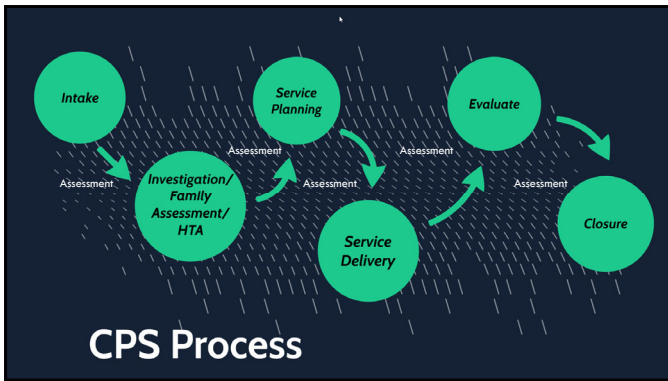 Intake
Assessment
Investigation/
Family
Assessment/
HTA
Assessment
Service
Planning
Assessment
Service
Delivery
Assessment
Evaluate
Assessment
Closure
CPS Process